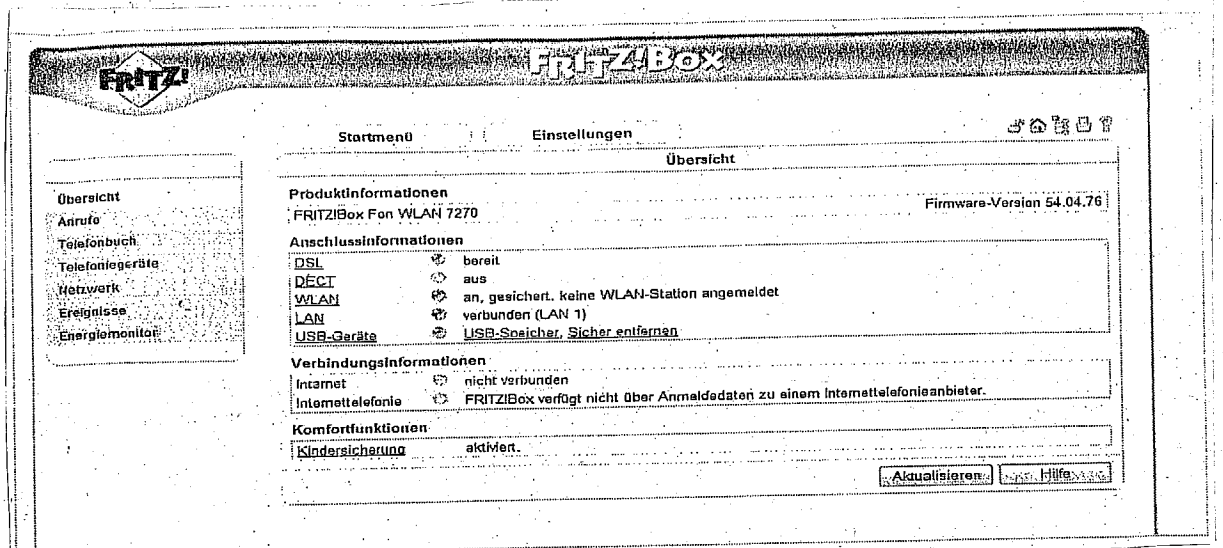 FRITZ!
FRITZ!Box
Startmenü
Einstellungen
Übersicht
Übersicht
Anrufe
Telefonbuch
Telefoniegeräte
Netzwerk
Ereignisse
Energiemonitor
Produktinformationen
FRITZ!Box Fon WLAN 7270 Firmware-Version 54.04.76
Anschlussinformationen
DSL bereit
DECT aus
WLAN an, gesichert. keine WLAN-Station angemeldet
LAN verbunden (LAN 1)
USB-Geräte USB-Speicher, Sicher entfernen
Verbindungsinformationen
Internet nicht verbunden
Internettelefonie FRITZ!Box verfügt nicht über Anmeldedaten zu einem Internettelefonieanbieter.
Komfortfunktionen
Kindersicherung aktiviert.
Aktualisieren Hilfe